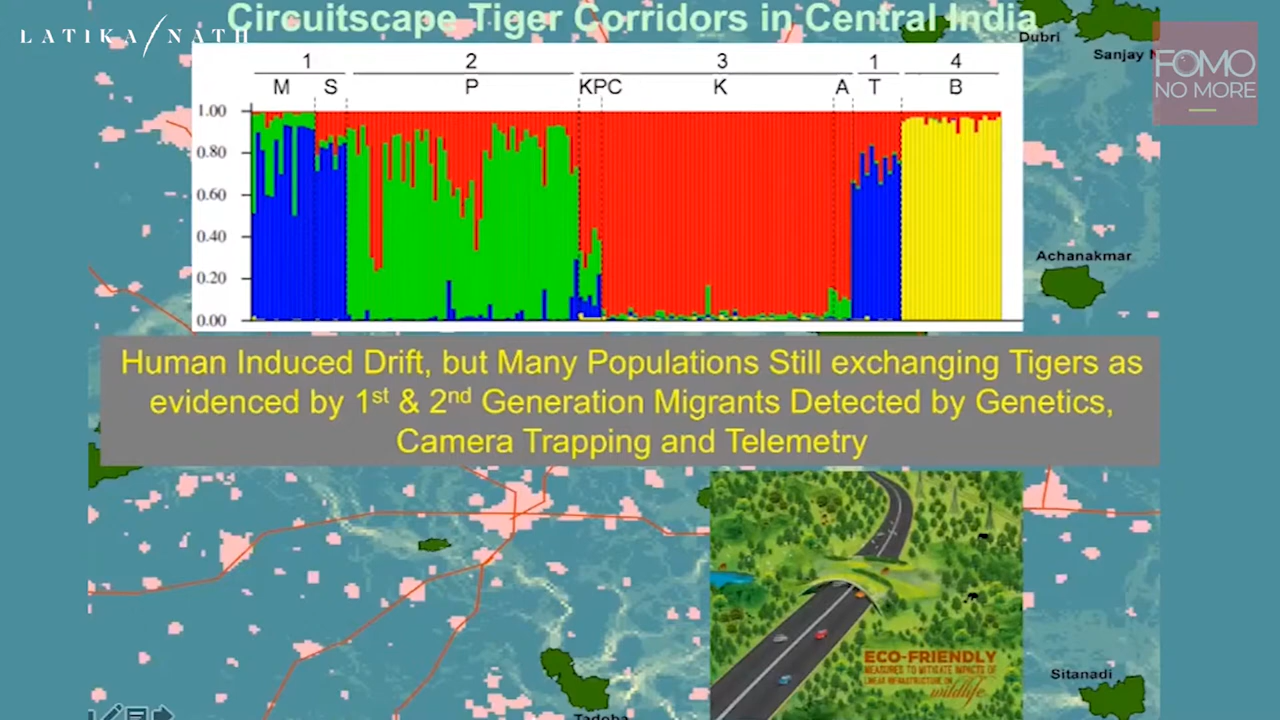 Circuitscape Tiger Corridors in Central India
LATIKA / NATH
Dubri
Sanjay
FOMO
NO MORE
1 2 3 1 4
M S P KPC K A T B
1.00
0.80
0.60
0.40
0.20
0.00
Achanakmar
Human Induced Drift, but Many Populations Still exchanging Tigers as
evidenced by 1st & 2nd Generation Migrants Detected by Genetics,
Camera Trapping and Telemetry
ECO-FRIENDLY
MEASURES TO MITIGATE IMPACTS OF
LINEAR INFRASTRUCTURE ON
wildlife
Sitanadi
Tadoba